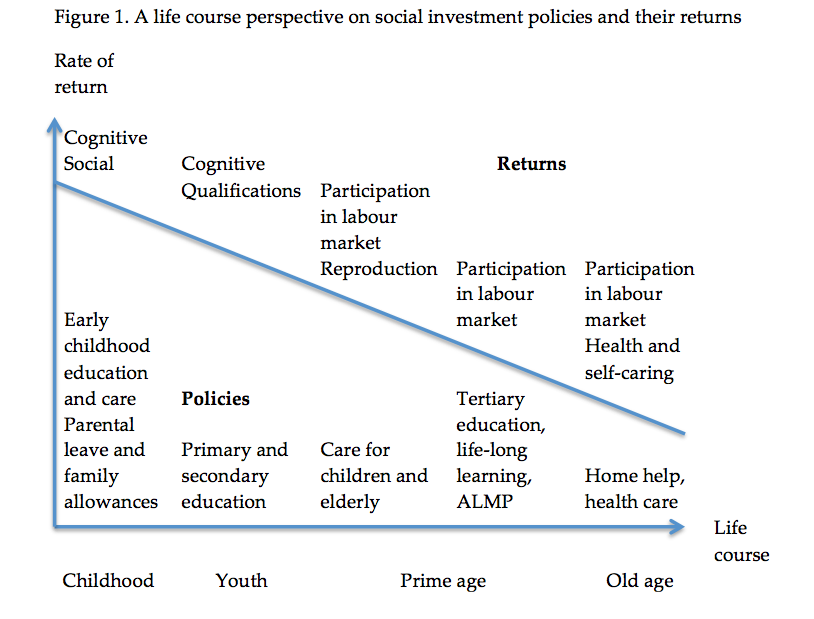 Figure 1. A life course perspective on social investment policies and their returns
Rate of
return
Cognitive
Social
Cognitive
Qualifications
Participation
in labour
market
Reproduction
Returns
Participation
in labour
market
Participation
in labour
market
Health and
self-caring
Early
childhood
education
and care
Parental
leave and
family
allowances
Policies
Primary and
secondary
education
Care for
children and
elderly
Tertiary
education,
life-long
learning,
ALMP
Home help,
health care
Life
course
Childhood
Youth
Prime age
Old age